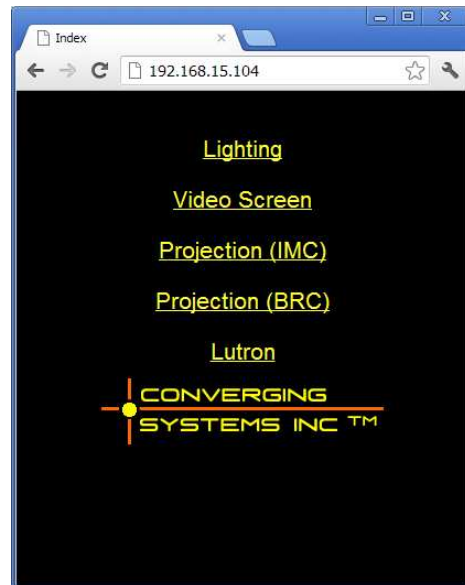 Index
192.168.15.104
Lighting
Video Screen
Projection (IMC)
Projection (BRC)
Lutron
CONVERGING
SYSTEMS INC ™